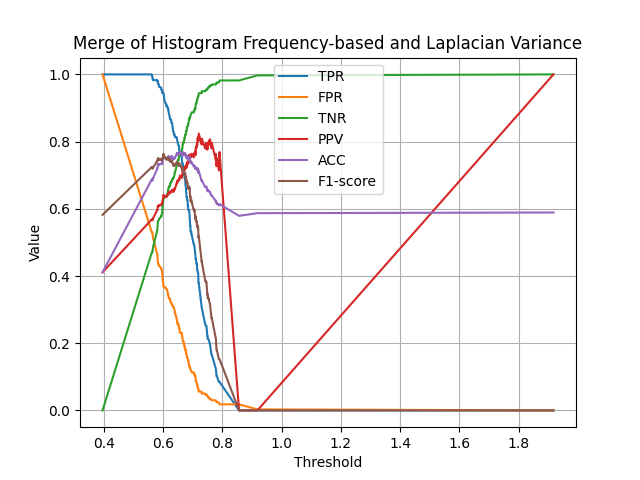 Merge of Histogram Frequency-based and Laplacian Variance
TPR
FPR
TNR
PPV
ACC
F1-score
1.0
0.8
0.6
0.4
0.2
0.0
Value
0.4 0.6 0.8 1.0 1.2 1.4 1.6 1.8
Threshold